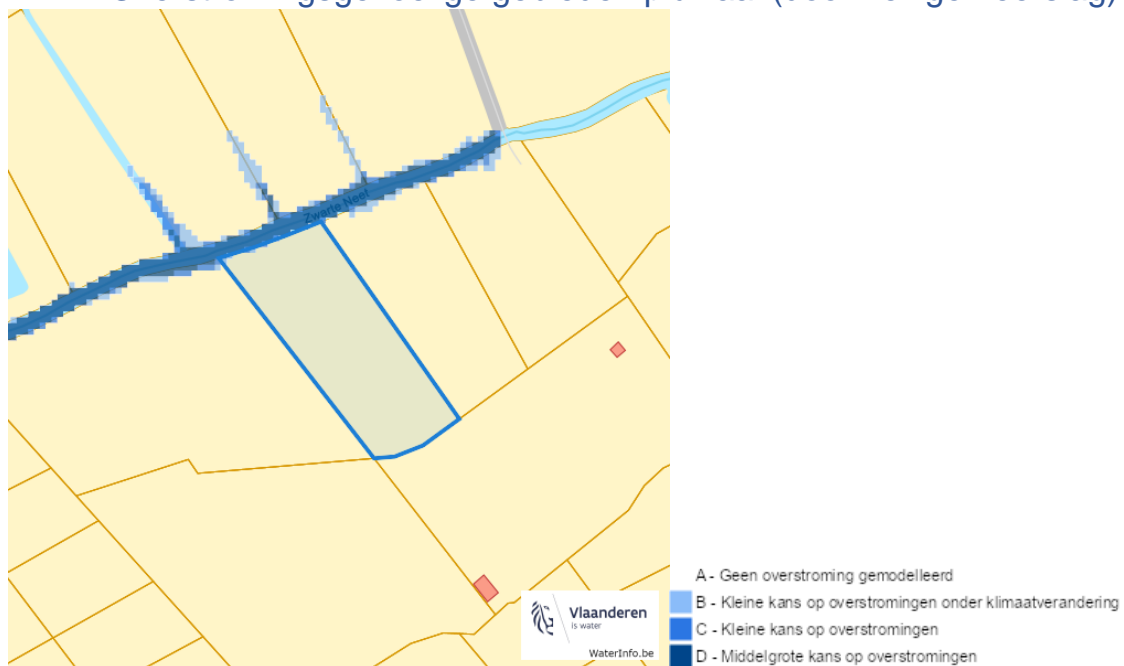 Zwarte Neet
Vlaanderen
is water
WaterInfo.be
A - Geen overstroming gemodelleerd
B - Kleine kans op overstromingen onder klimaatverandering
C - Kleine kans op overstromingen
D - Middelgrote kans op overstromingen